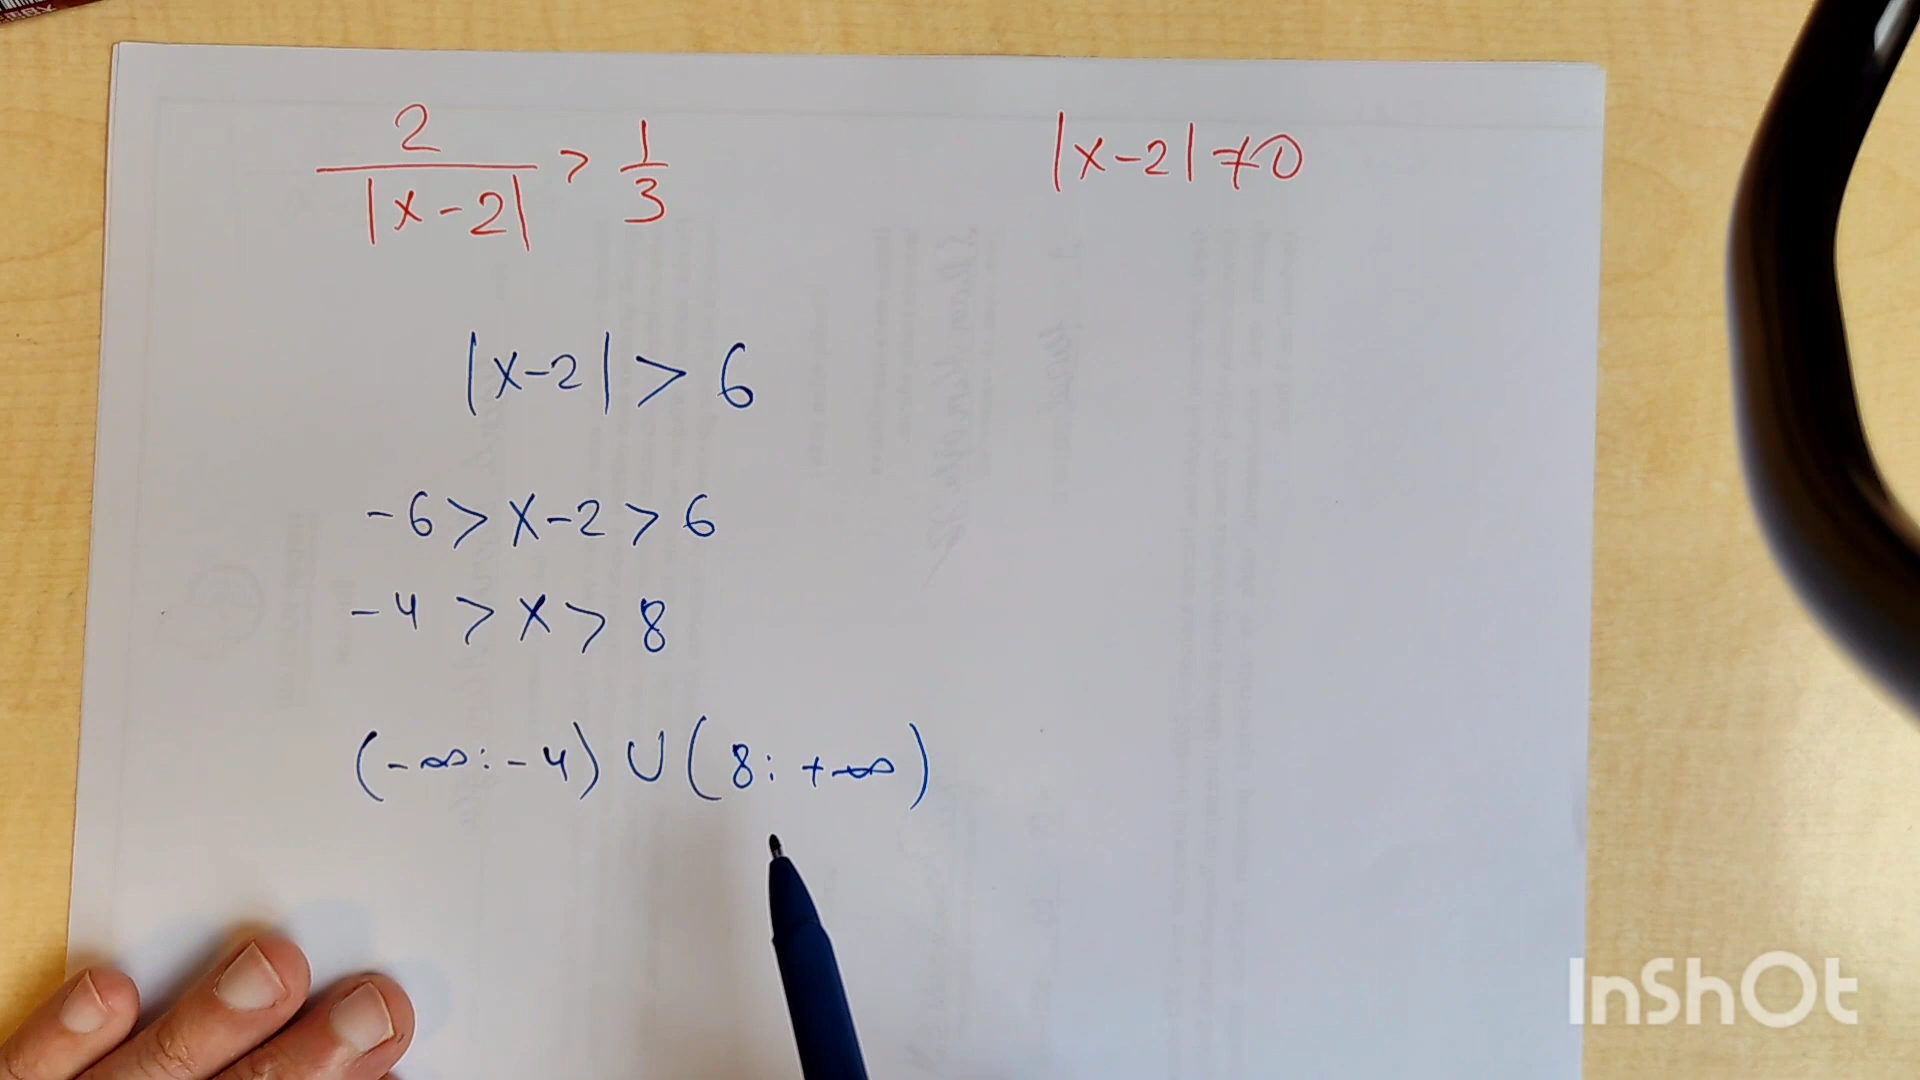 2/|x-2| > 1/3
|x-2| ≠ 0
|x-2| > 6
-6 > x-2 > 6
-4 > x > 8
(-∞: -4) ∪ (8: +∞)
InShOt